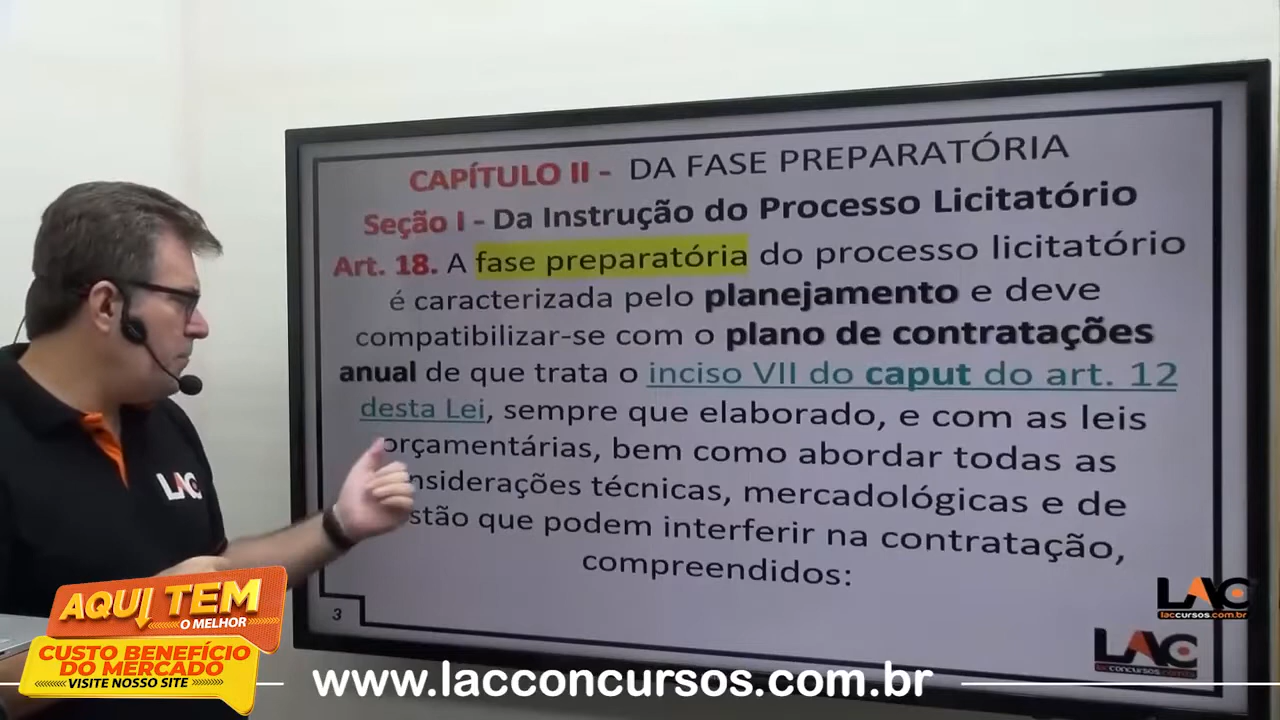 CAPÍTULO II - DA FASE PREPARATÓRIA
Seção I - Da Instrução do Processo Licitatório
Art. 18. A fase preparatória do processo licitatório
é caracterizada pelo planejamento e deve
compatibilizar-se com o plano de contratações
anual de que trata o inciso VII do caput do art. 12
desta Lei, sempre que elaborado, e com as leis
orçamentárias, bem como abordar todas as
nsiderações técnicas, mercadológicas e de
stão que podem interferir na contratação,
compreendidos:
3
LAC
LAC
laccursos.com.br
LAC
AQUI TEM
O MELHOR
CUSTO BENEFÍCIO
DO MERCADO
VISITE NOSSO SITE
www.lacconcursos.com.br